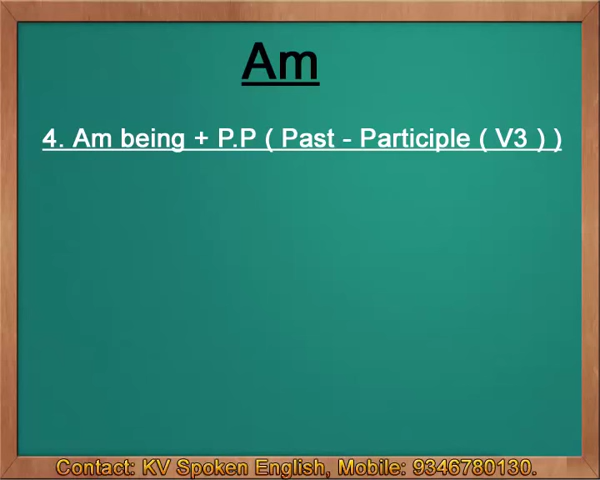 Am
4. Am being + P.P ( Past - Participle ( V3 ) )
Contact: KV Spoken English, Mobile: 9346780130.